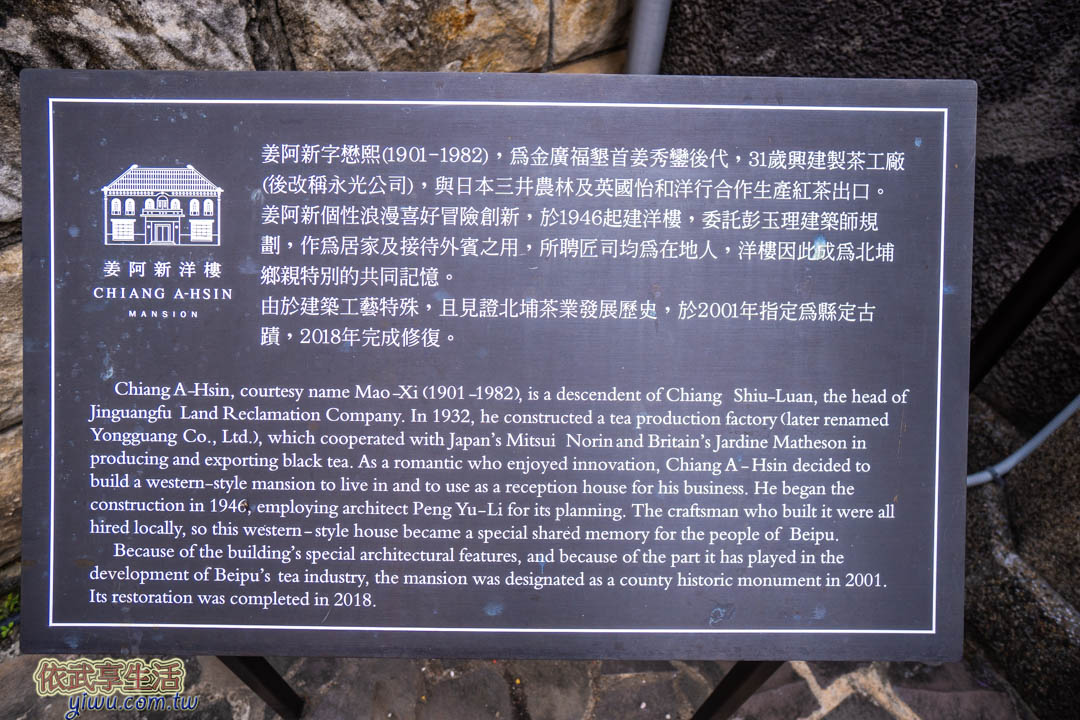 姜阿新字懋熙(1901-1982)，為金廣福墾首姜秀鑾後代，31歲興建製茶工廠
(後改稱永光公司)，與日本三井農林及英國怡和洋行合作生產紅茶出口。
姜阿新個性浪漫喜好冒險創新，於1946起建洋樓，委託彭玉理建築師規
劃，作為居家及接待外賓之用，所聘匠司均為在地人，洋樓因此成為北埔
鄉親特別的共同記憶。
由於建築工藝特殊，且見證北埔茶業發展歷史，於2001年指定為縣定古
蹟，2018年完成修復。
姜阿新洋樓
CHIANG A-HSIN
MANSION
Chiang A-Hsin, courtesy name Mao-Xi (1901-1982), is a descendent of Chiang Shiu-Luan, the head of
Jinguangfu Land Reclamation Company. In 1932, he constructed a tea production factory (later renamed
Yongguang Co., Ltd.), which cooperated with Japan's Mitsui Norin and Britain's Jardine Matheson in
producing and exporting black tea. As a romantic who enjoyed innovation, Chiang A-Hsin decided to
build a western-style mansion to live in and to use as a reception house for his business. He began the
construction in 1946, employing architect Peng Yu-Li for its planning. The craftsman who built it were all
hired locally, so this western-style house became a special shared memory for the people of Beipu.
Because of the building's special architectural features, and because of the part it has played in the
development of Beipu's tea industry, the mansion was designated as a county historic monument in 2001.
Its restoration was completed in 2018.
依武享生活
yiwu.com.tw